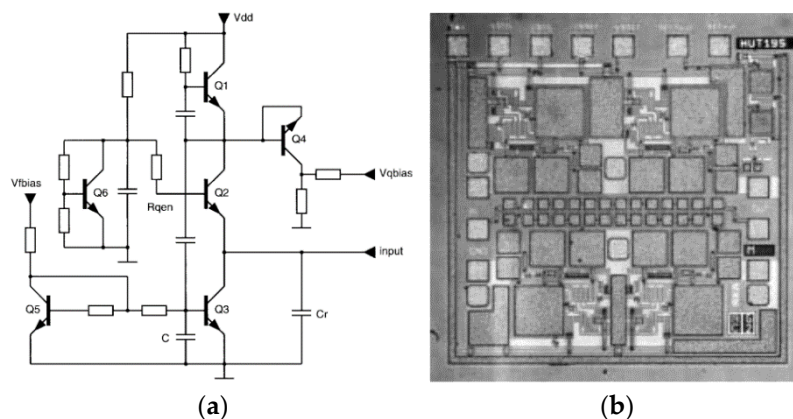 Vdd
Q1
Q4
Vqbias
Q6
Q2
Vfbias
Rqen
input
Q5
Q3
C
Cr
HUT195
M
(a)
(b)